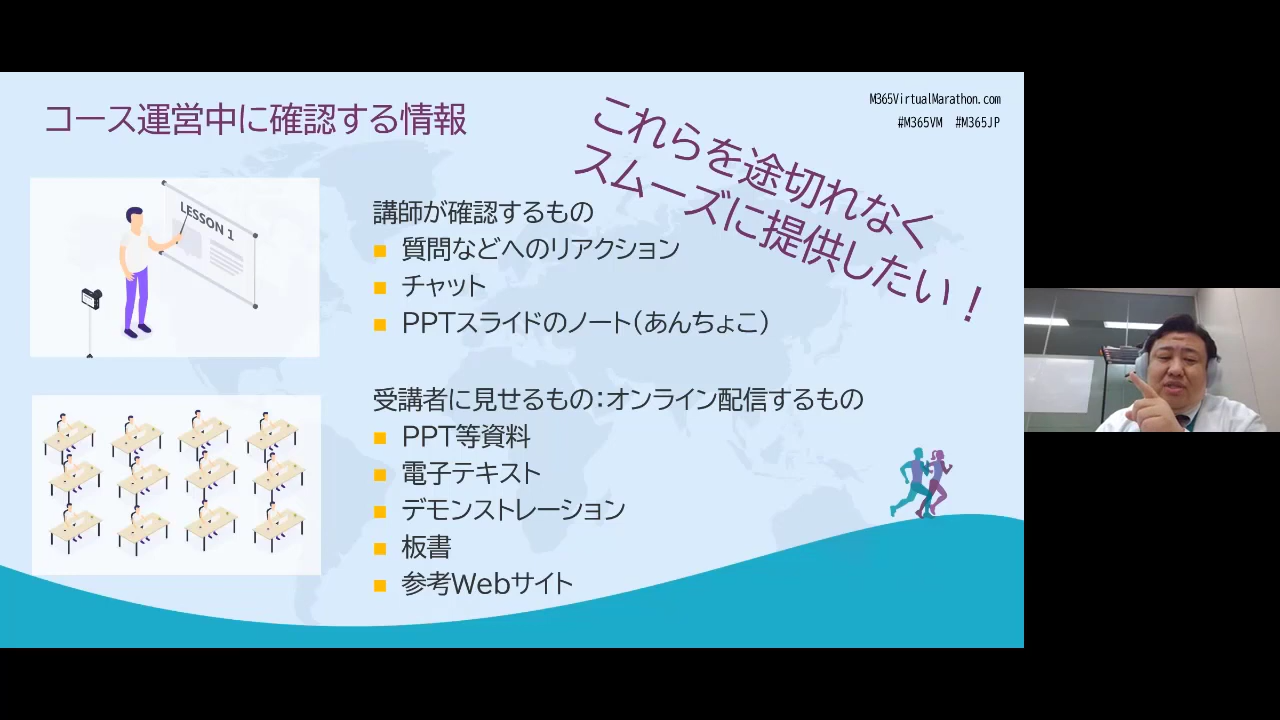 コース運営中に確認する情報
M365VirtualMarathon.com
#M365VM #M365JP
これらを途切れなく
スムーズに提供したい！
LESSON 1
講師が確認するもの
■ 質問などへのリアクション
■ チャット
■ PPTスライドのノート（あんちょこ）
受講者に見せるもの：オンライン配信するもの
■ PPT等資料
■ 電子テキスト
■ デモンストレーション
■ 板書
■ 参考Webサイト